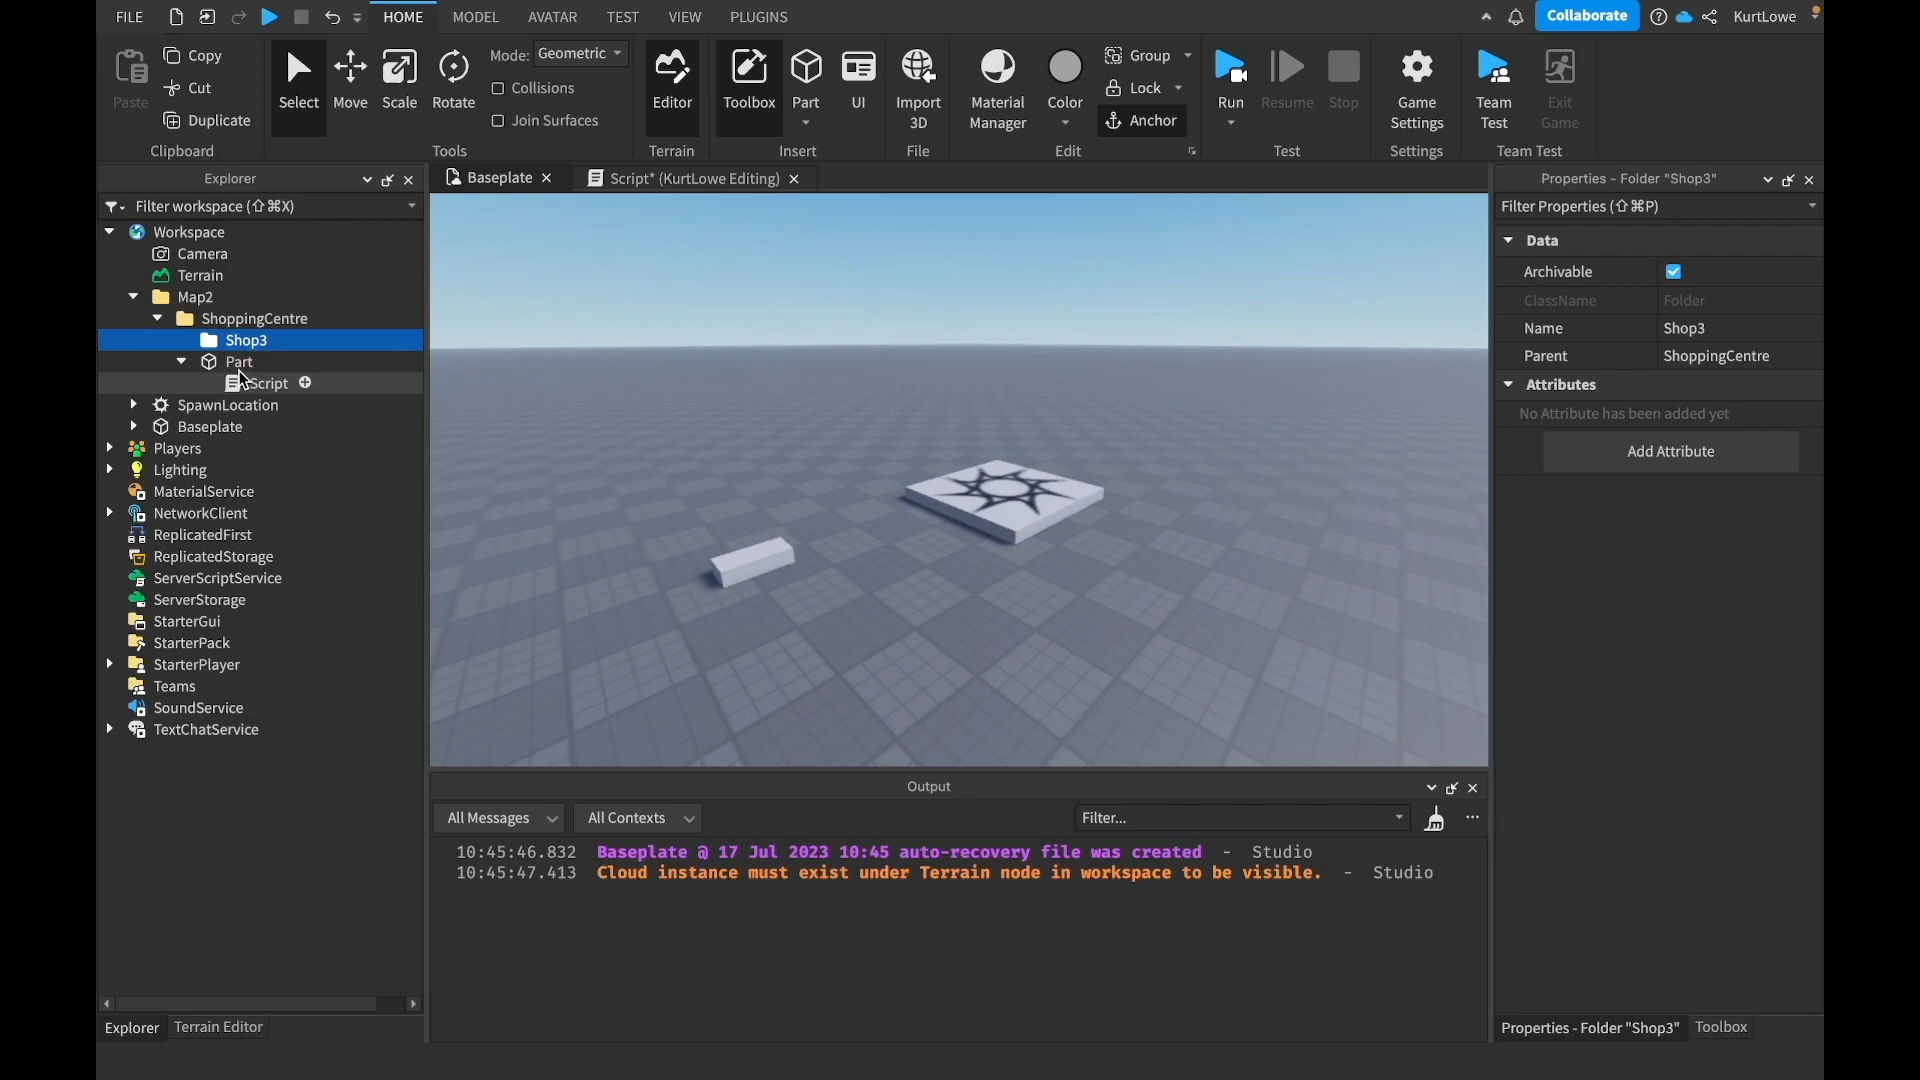 FILE HOME MODEL AVATAR TEST VIEW PLUGINS Collaborate KurtLowe
Paste Copy Cut Duplicate Clipboard
Select Move Scale Rotate Mode: Geometric Collisions Join Surfaces Tools
Editor Terrain
Toolbox Part UI Insert
Import 3D File
Material Manager Color Group Lock Anchor Edit
Run Resume Stop Test
Game Settings Settings
Team Test Exit Game Team Test
Explorer
Filter workspace (⇧⌘X)
Workspace
Camera
Terrain
Map2
ShoppingCentre
Shop3
Part
Script
SpawnLocation
Baseplate
Players
Lighting
MaterialService
NetworkClient
ReplicatedFirst
ReplicatedStorage
ServerScriptService
ServerStorage
StarterGui
StarterPack
StarterPlayer
Teams
SoundService
TextChatService
Explorer Terrain Editor
Baseplate Script* (KurtLowe Editing)
Output
All Messages All Contexts Filter...
10:45:46.832 Baseplate @ 17 Jul 2023 10:45 auto-recovery file was created - Studio
10:45:47.413 Cloud instance must exist under Terrain node in workspace to be visible. - Studio
Properties - Folder "Shop3"
Filter Properties (⇧⌘P)
Data
Archivable
ClassName Folder
Name Shop3
Parent ShoppingCentre
Attributes
No Attribute has been added yet
Add Attribute
Properties - Folder "Shop3" Toolbox